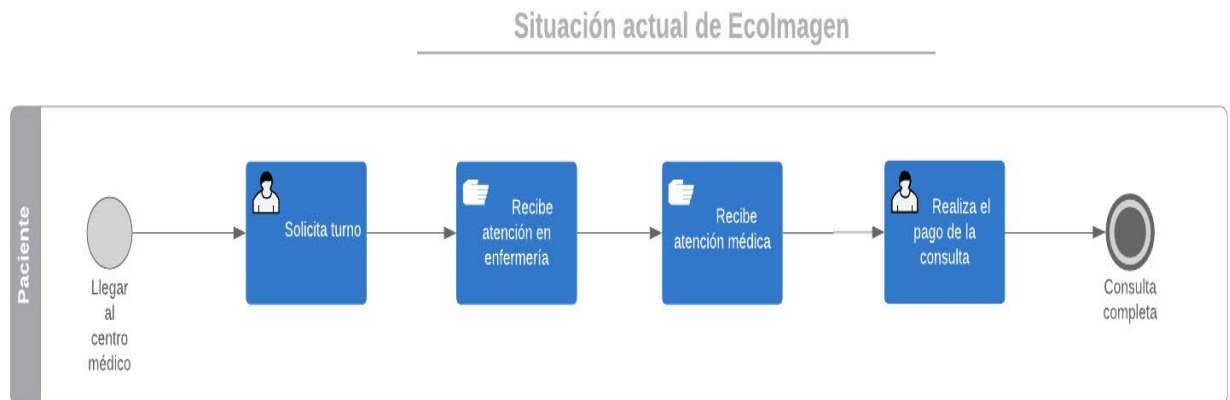 Situación actual de EcoImagen
Paciente
Llegar
al
centro
médico
Solicita turno
Recibe
atención en
enfermería
Recibe
atención médica
Realiza el
pago de la
consulta
Consulta
completa